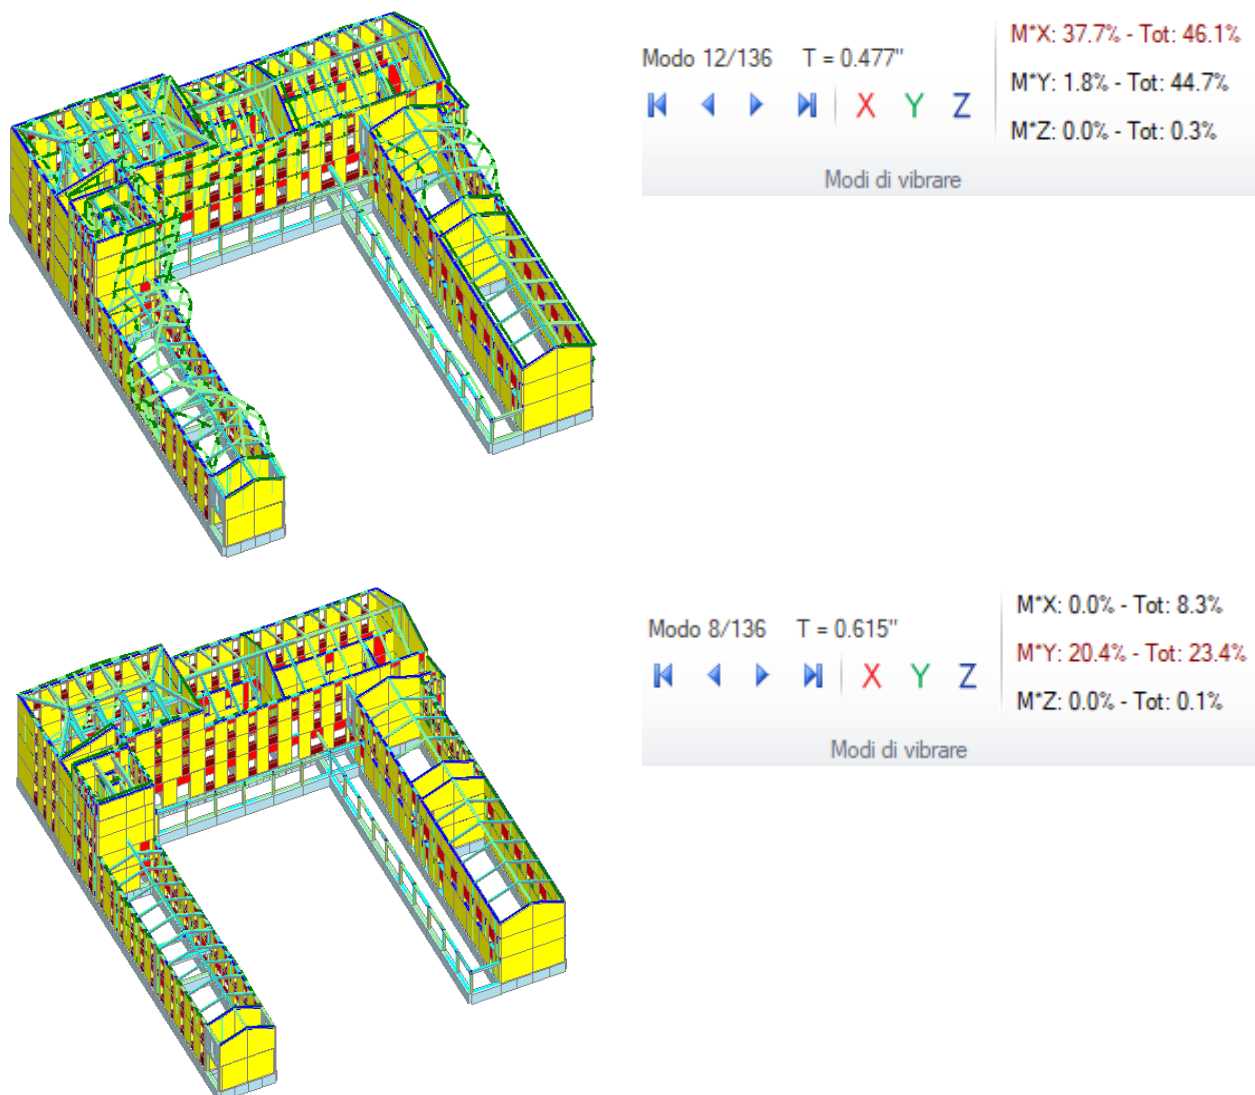 M*X: 37.7% - Tot: 46.1%
Modo 12/136 T = 0.477"
M*Y: 1.8% - Tot: 44.7%
X Y Z
M*Z: 0.0% - Tot: 0.3%
Modi di vibrare
M*X: 0.0% - Tot: 8.3%
Modo 8/136 T = 0.615"
M*Y: 20.4% - Tot: 23.4%
X Y Z
M*Z: 0.0% - Tot: 0.1%
Modi di vibrare